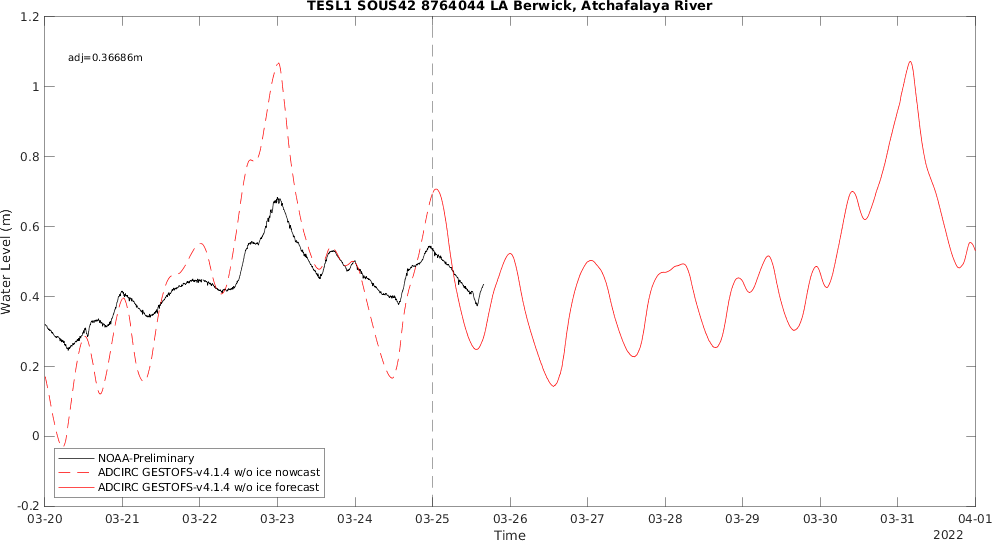 TESL1 SOUS42 8764044 LA Berwick, Atchafalaya River
1.2
1
0.8
0.6
0.4
0.2
0
-0.2
Water Level (m)
adj=0.36686m
NOAA-Preliminary
ADCIRC GESTOFS-v4.1.4 w/o ice nowcast
ADCIRC GESTOFS-v4.1.4 w/o ice forecast
03-20 03-21 03-22 03-23 03-24 03-25 03-26 03-27 03-28 03-29 03-30 03-31 04-01
Time
2022